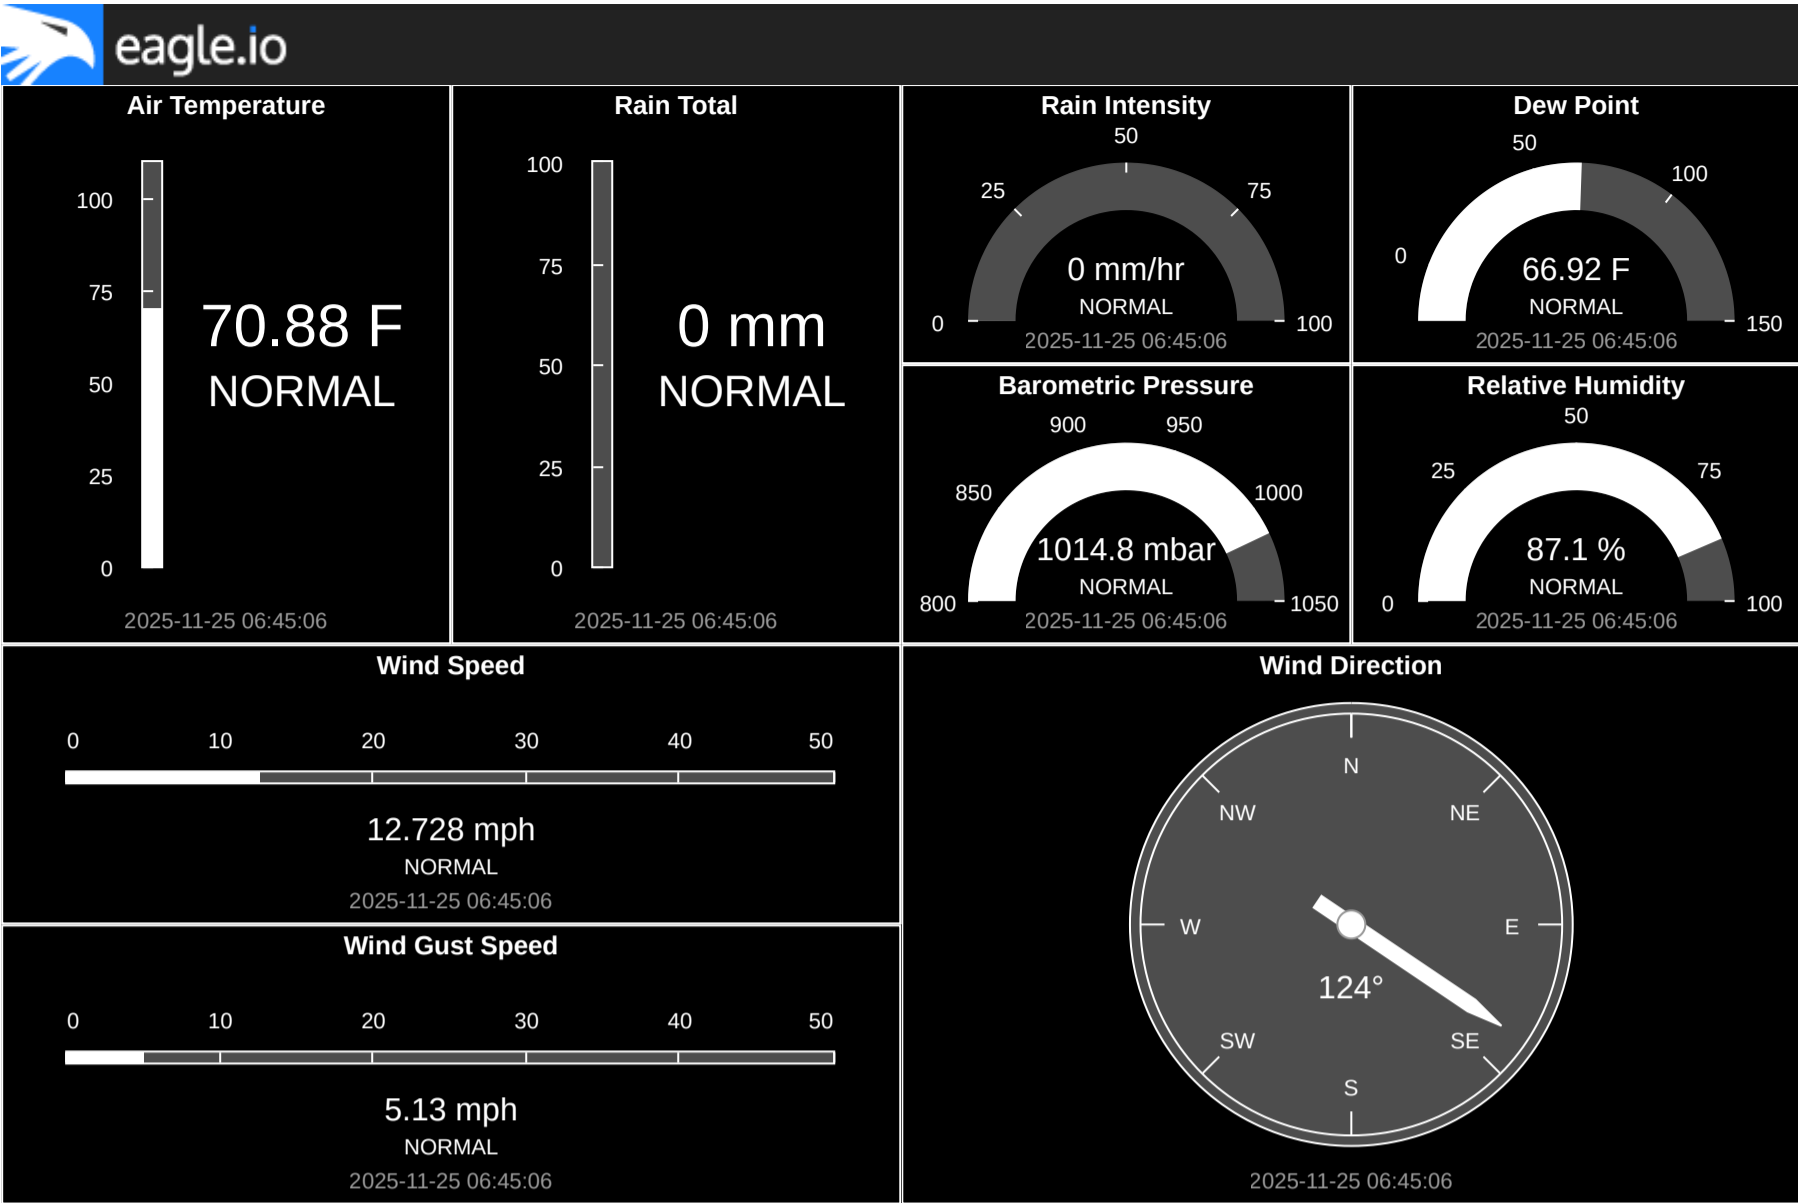 eagle.io
Air Temperature
100
75
50
25
0
70.88 F
NORMAL
2025-11-25 06:45:06
Rain Total
100
75
50
25
0
0 mm
NORMAL
2025-11-25 06:45:06
Rain Intensity
50
25
75
0 mm/hr
NORMAL
0
100
2025-11-25 06:45:06
Dew Point
50
100
0
66.92 F
NORMAL
150
2025-11-25 06:45:06
Barometric Pressure
900
950
850
1000
1014.8 mbar
NORMAL
800
1050
2025-11-25 06:45:06
Relative Humidity
50
25
75
87.1 %
NORMAL
0
100
2025-11-25 06:45:06
Wind Speed
0 10 20 30 40 50
12.728 mph
NORMAL
2025-11-25 06:45:06
Wind Gust Speed
0 10 20 30 40 50
5.13 mph
NORMAL
2025-11-25 06:45:06
Wind Direction
N
NW
NE
W
E
124°
SW
SE
S
2025-11-25 06:45:06